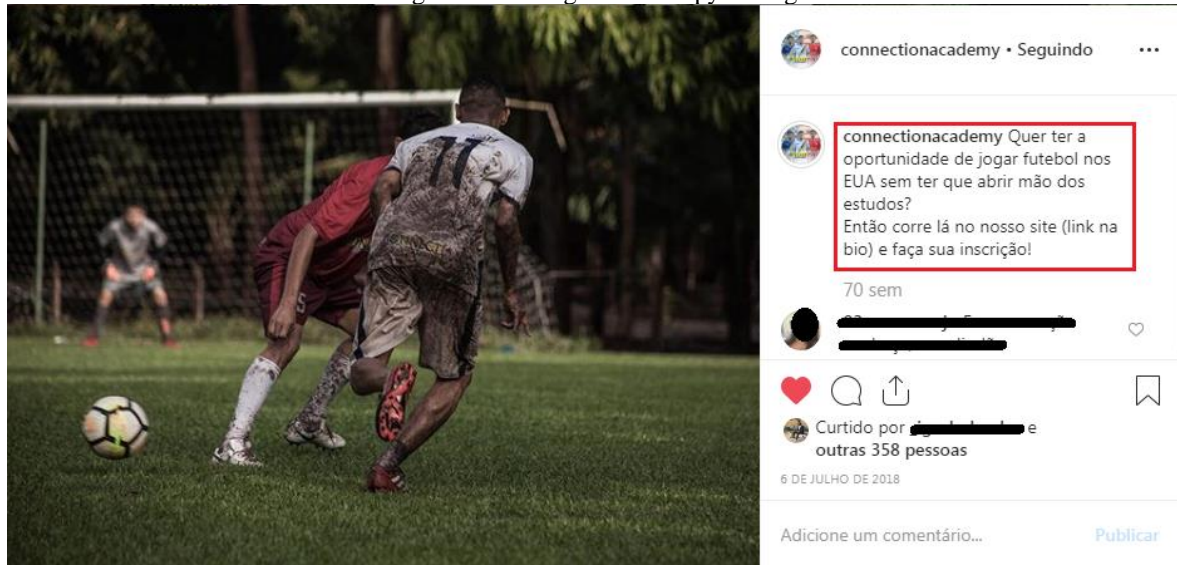 connectionacademy • Seguindo
connectionacademy Quer ter a
oportunidade de jogar futebol nos
EUA sem ter que abrir mão dos
estudos?
Então corre lá no nosso site (link na
bio) e faça sua inscrição!
70 sem
Curtido por e
outras 358 pessoas
6 DE JULHO DE 2018
Adicione um comentário...
Publicar
11